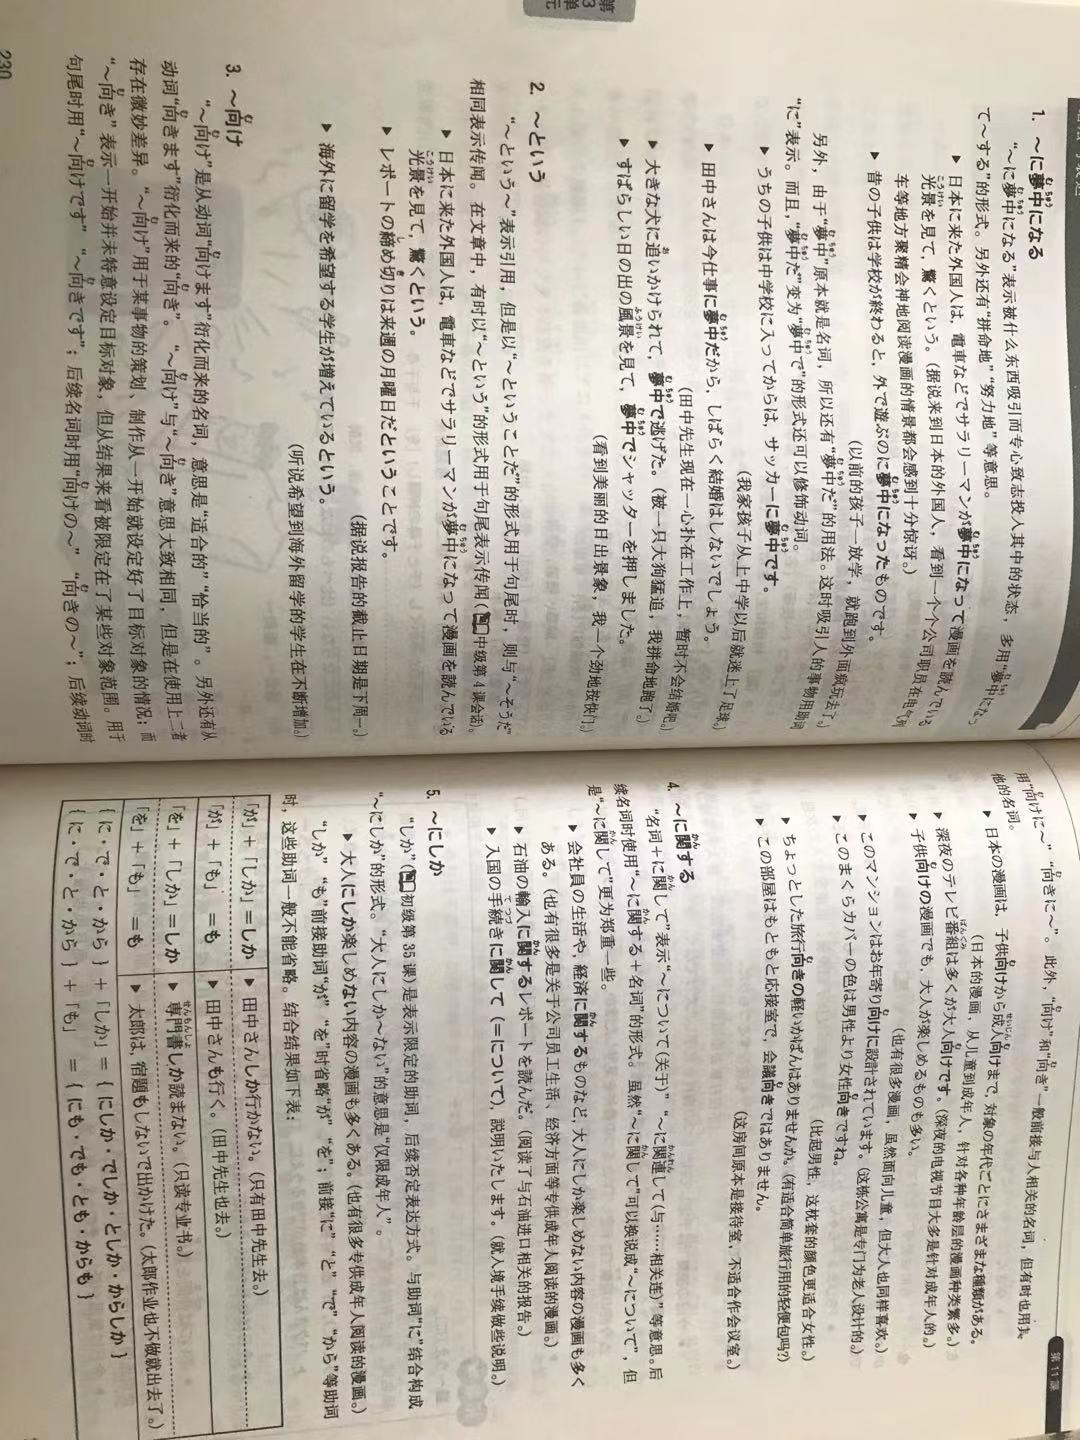 1. ～に夢中になる
“～に夢中になる”表示被什么东西吸引而专心致志投入其中的状态，多用“夢中になっ
て～する”的形式。另外还有“拼命地”“努力地”等意思。
▶ 日本に来た外国人は，電車などでサラリーマンが夢中になって漫画を読んでいる
光景を見て，驚くという。（据说来到日本的外国人，看到一个个公司职员在电气列
车等地方聚精会神地阅读漫画的情景都会感到十分惊讶。）
▶ 昔の子供は学校が終わると，外で遊ぶのに夢中になったものです。
（以前的孩子一放学，就跑到外面疯玩去了。）
另外，由于“夢中”原本就是名词，所以还有“夢中だ”的用法。这时吸引人的事物用助词
“に”表示。而且，“夢中だ”变为“夢中で”的形式还可以修饰动词。
▶ うちの子供は中学校に入ってからは，サッカーに夢中です。
（我家孩子从上中学以后就迷上了足球。）
▶ 田中さんは今仕事に夢中だから，しばらく結婚はしないでしょう。
（田中先生现在一心扑在工作上，暂时不会结婚吧。）
▶ 大きな犬に追いかけられて，夢中で逃げた。（被一只大狗猛追，我拼命地跑了。）
▶ すばらしい日の出の風景を見て，夢中でシャッターを押しました。
（看到美丽的日出景象，我一个劲地按快门。）
第3单元
2. ～という
“～という～”表示引用，但是以“～ということだ”的形式用于句尾时，则与“～そうだ”
相同表示传闻。在文章中，有时以“～という”的形式用于句尾表示传闻（中级第4课会话）。
▶ 日本に来た外国人は，電車などでサラリーマンが夢中になって漫画を読んでいる
光景を見て，驚くという。
▶ レポートの締め切りは来週の月曜日だということです。
（据说报告的截止日期是下周一。）
▶ 海外に留学を希望する学生が増えているという。
（听说希望到海外留学的学生在不断增加。）
3. ～向け
“～向け”是从动词“向けます”衍化而来的名词，意思是“适合的”“恰当的”。另外还有从
动词“向きます”衍化而来的“向き”。“～向け”与“～向き”意思大致相同，但是在使用上二者
存在微妙差异。“～向け”用于某事物的策划、制作从一开始就设定好了目标对象的情况；而
“～向き”表示一开始并未特意设定目标对象，但从结果来看被限定在了某些对象范围。用于
句尾时用“～向けです”“～向きです”；后续名词时用“向けの～”“向きの～”；后续动词时
230
第11課
用“向けに～”“向きに～”。此外，“向け”和“向き”一般前接与人相关的名词，但有时也用其
他的名词。
▶ 日本の漫画は，子供向けから成人向けまで，対象の年代ごとにさまざまな種類がある。
（日本的漫画，从儿童到成年人，针对各种年龄层的漫画种类繁多。）
▶ 深夜のテレビ番組は多くが大人向けです。（深夜的电视节目大多是针对成年人的。）
▶ 子供向けの漫画でも，大人が楽しめるものも多い。
（也有很多漫画，虽然面向儿童，但大人也同样喜欢。）
▶ このマンションはお年寄り向けに設計されています。（这栋公寓是专门为老人设计的。）
▶ このまくらカバーの色は男性より女性向きですね。
（比起男性，这枕套的颜色更适合女性。）
▶ ちょっとした旅行向きの軽いかばんはありませんか。（有适合简单旅行用的轻便包吗？）
▶ この部屋はもともと応接室で，会議向きではありません。
（这房间原本是接待室，不适合作会议室。）
4. ～に関する
“名词＋に関して”表示“～について（关于）”“～に関連して（与……相关连）”等意思。后
续名词时使用“～に関する＋名词”的形式。虽然“～に関して”可以换说成“～について”，但
是“～に関して”更为郑重一些。
▶ 会社員の生活や，経済に関するものなど，大人にしか楽しめない内容の漫画も多く
ある。（也有很多是关于公司员工生活、经济方面等专供成年人阅读的漫画。）
▶ 石油の輸入に関するレポートを読んだ。（阅读了与石油进口相关的报告。）
▶ 入国の手続きに関して（＝について），説明いたします。（就入境手续做些说明。）
5. ～にしか
“しか”（初级第35课）是表示限定的助词，后续否定表达方式。与助词“に”结合构成
“～にしか”的形式。“大人にしか～ない”的意思是“仅限成年人”。
▶ 大人にしか楽しめない内容の漫画も多くある。（也有很多专供成年人阅读的漫画。）
“しか”“も”前接助词“が”“を”时省略“が”“を”；前接“に”“と”“で”“から”等助词
时，这些助词一般不能省略。结合结果如下表：
「が」＋「しか」＝しか ▶ 田中さんしか行かない。（只有田中先生去。）
「が」＋「も」 ＝も ▶ 田中さんも行く。（田中先生也去。）
「を」＋「しか」＝しか ▶ 専門書しか読まない。（只读专业书。）
「を」＋「も」 ＝も ▶ 太郎は，宿題もしないで出かけた。（太郎作业也不做就出去了。）
{ に・で・と・から } ＋「しか」＝ { にしか・でしか・としか・からしか }
{ に・で・と・から } ＋「も」 ＝ { にも・でも・とも・からも }